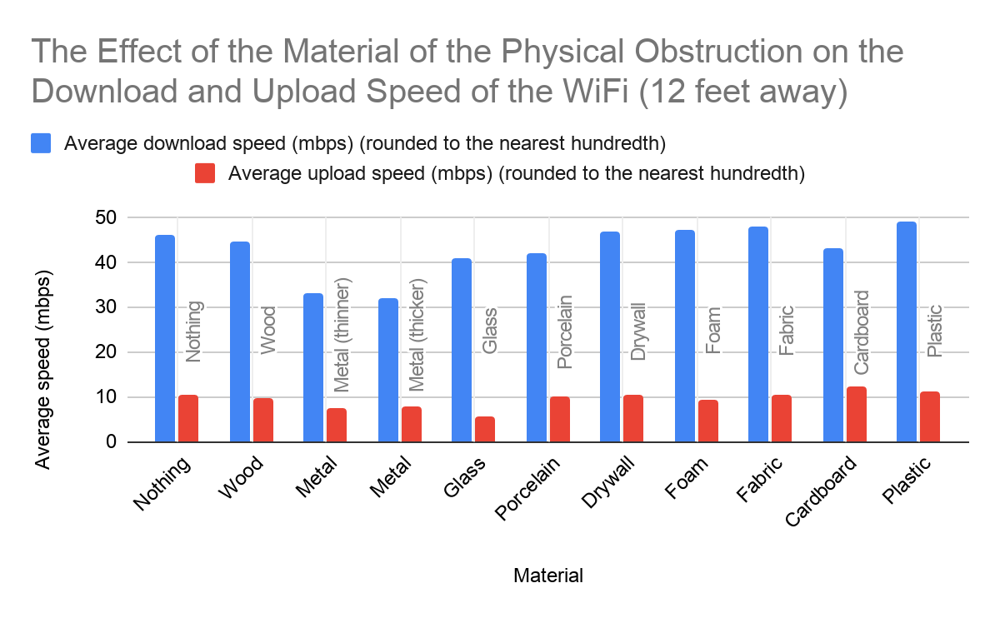 The Effect of the Material of the Physical Obstruction on the
Download and Upload Speed of the WiFi (12 feet away)
Average download speed (mbps) (rounded to the nearest hundredth)
Average upload speed (mbps) (rounded to the nearest hundredth)
Average speed (mbps)
50
40
30
20
10
0
Nothing
Wood
Metal (thinner)
Metal (thicker)
Glass
Porcelain
Drywall
Foam
Fabric
Cardboard
Plastic
Nothing
Wood
Metal
Metal
Glass
Porcelain
Drywall
Foam
Fabric
Cardboard
Plastic
Material